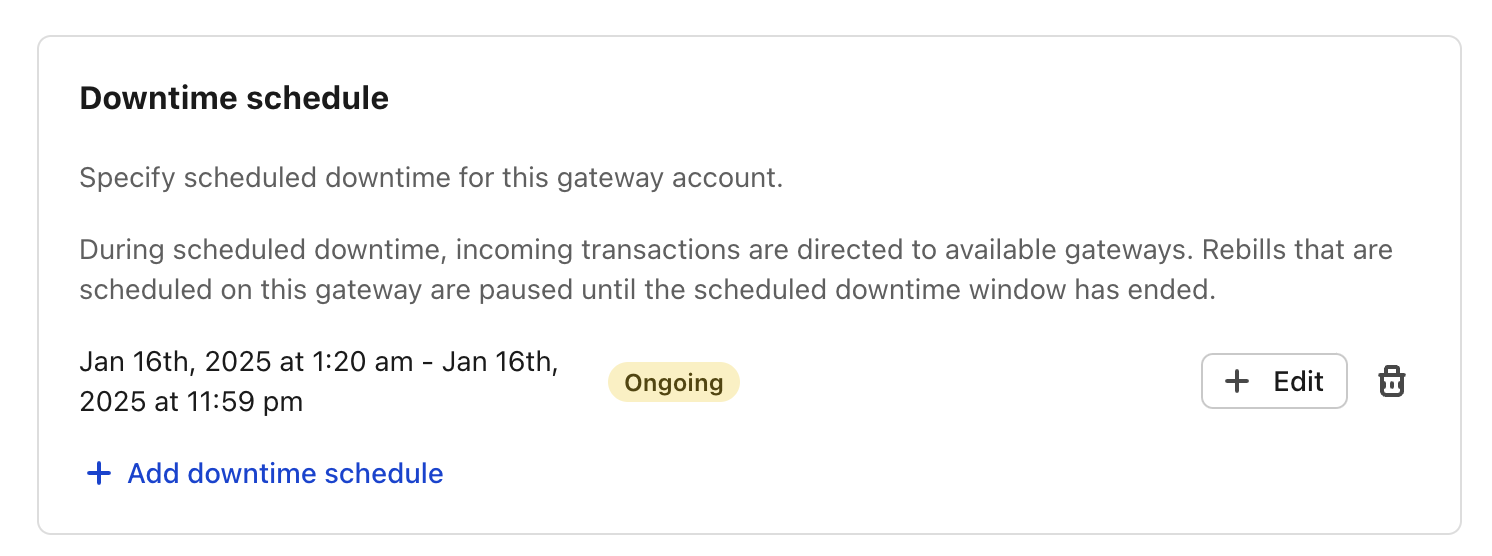 Downtime schedule
Specify scheduled downtime for this gateway account.
During scheduled downtime, incoming transactions are directed to available gateways. Rebills that are
scheduled on this gateway are paused until the scheduled downtime window has ended.
Jan 16th, 2025 at 1:20 am - Jan 16th,
2025 at 11:59 pm
Ongoing
+ Edit
+ Add downtime schedule